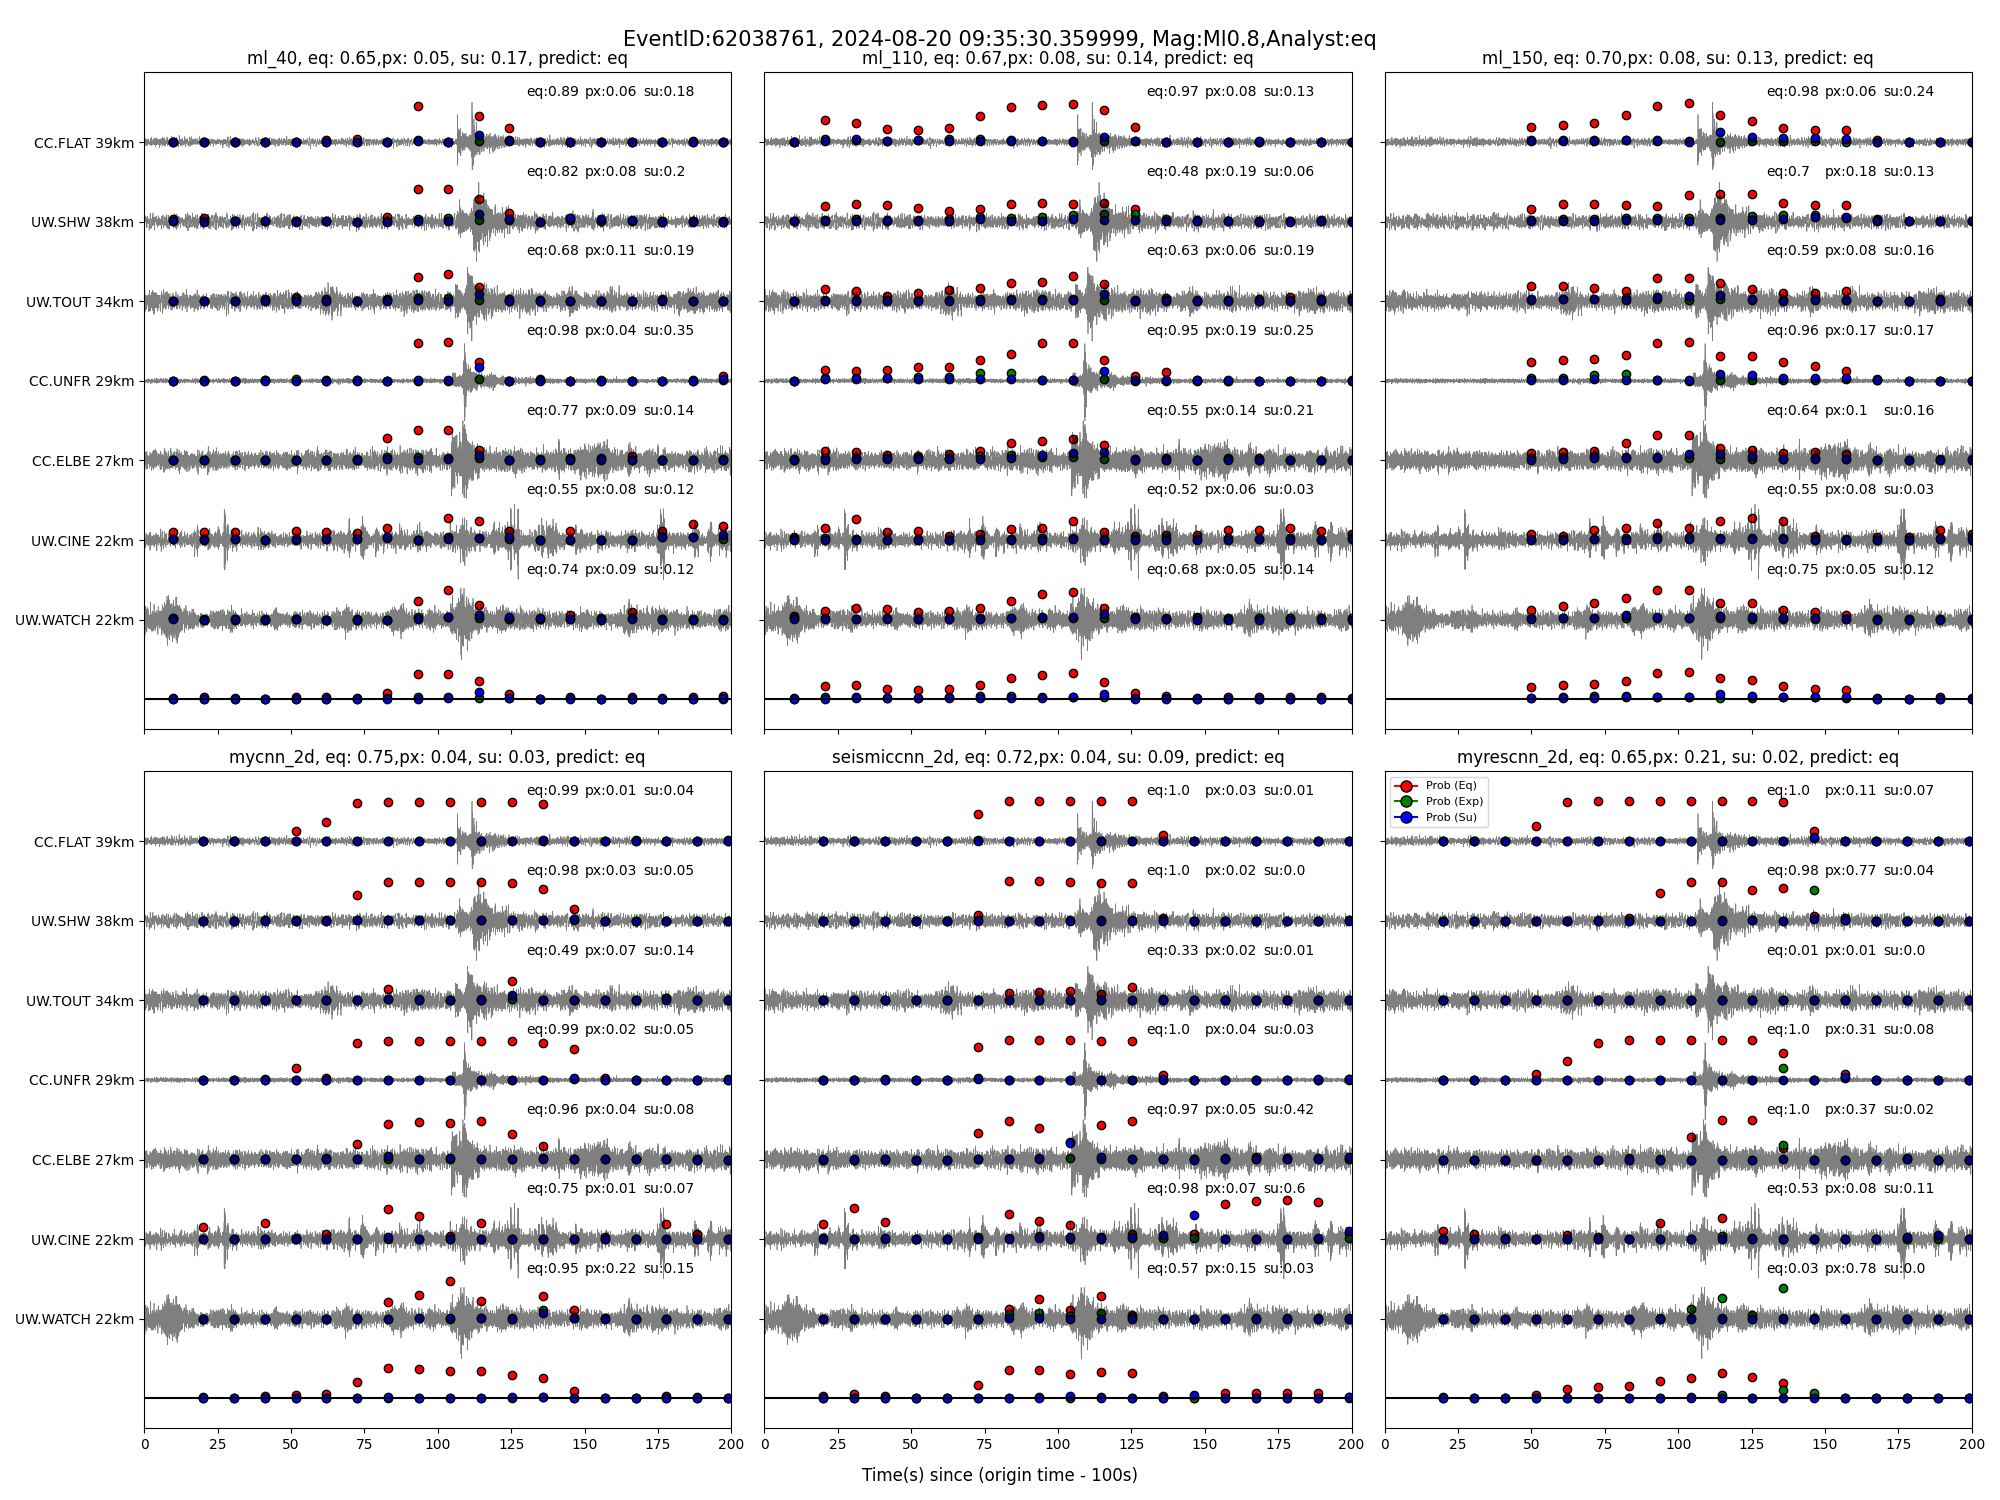 EventID:62038761, 2024-08-20 09:35:30.359999, Mag:Ml0.8,Analyst:eq
ml_40, eq: 0.65,px: 0.05, su: 0.17, predict: eq
eq:0.89 px:0.06 su:0.18
CC.FLAT 39km
eq:0.82 px:0.08 su:0.2
UW.SHW 38km
eq:0.68 px:0.11 su:0.19
UW.TOUT 34km
eq:0.98 px:0.04 su:0.35
CC.UNFR 29km
eq:0.77 px:0.09 su:0.14
CC.ELBE 27km
eq:0.55 px:0.08 su:0.12
UW.CINE 22km
eq:0.74 px:0.09 su:0.12
UW.WATCH 22km
ml_110, eq: 0.67,px: 0.08, su: 0.14, predict: eq
eq:0.97 px:0.08 su:0.13
eq:0.48 px:0.19 su:0.06
eq:0.63 px:0.06 su:0.19
eq:0.95 px:0.19 su:0.25
eq:0.55 px:0.14 su:0.21
eq:0.52 px:0.06 su:0.03
eq:0.68 px:0.05 su:0.14
ml_150, eq: 0.70,px: 0.08, su: 0.13, predict: eq
eq:0.98 px:0.06 su:0.24
eq:0.7 px:0.18 su:0.13
eq:0.59 px:0.08 su:0.16
eq:0.96 px:0.17 su:0.17
eq:0.64 px:0.1 su:0.16
eq:0.55 px:0.08 su:0.03
eq:0.75 px:0.05 su:0.12
mycnn_2d, eq: 0.75,px: 0.04, su: 0.03, predict: eq
eq:0.99 px:0.01 su:0.04
CC.FLAT 39km
eq:0.98 px:0.03 su:0.05
UW.SHW 38km
eq:0.49 px:0.07 su:0.14
UW.TOUT 34km
eq:0.99 px:0.02 su:0.05
CC.UNFR 29km
eq:0.96 px:0.04 su:0.08
CC.ELBE 27km
eq:0.75 px:0.01 su:0.07
UW.CINE 22km
eq:0.95 px:0.22 su:0.15
UW.WATCH 22km
0 25 50 75 100 125 150 175 200
seismiccnn_2d, eq: 0.72,px: 0.04, su: 0.09, predict: eq
eq:1.0 px:0.03 su:0.01
eq:1.0 px:0.02 su:0.0
eq:0.33 px:0.02 su:0.01
eq:1.0 px:0.04 su:0.03
eq:0.97 px:0.05 su:0.42
eq:0.98 px:0.07 su:0.6
eq:0.57 px:0.15 su:0.03
0 25 50 75 100 125 150 175 200
myrescnn_2d, eq: 0.65,px: 0.21, su: 0.02, predict: eq
Prob (Eq)
Prob (Exp)
Prob (Su)
eq:1.0 px:0.11 su:0.07
eq:0.98 px:0.77 su:0.04
eq:0.01 px:0.01 su:0.0
eq:1.0 px:0.31 su:0.08
eq:1.0 px:0.37 su:0.02
eq:0.53 px:0.08 su:0.11
eq:0.03 px:0.78 su:0.0
0 25 50 75 100 125 150 175 200
Time(s) since (origin time - 100s)